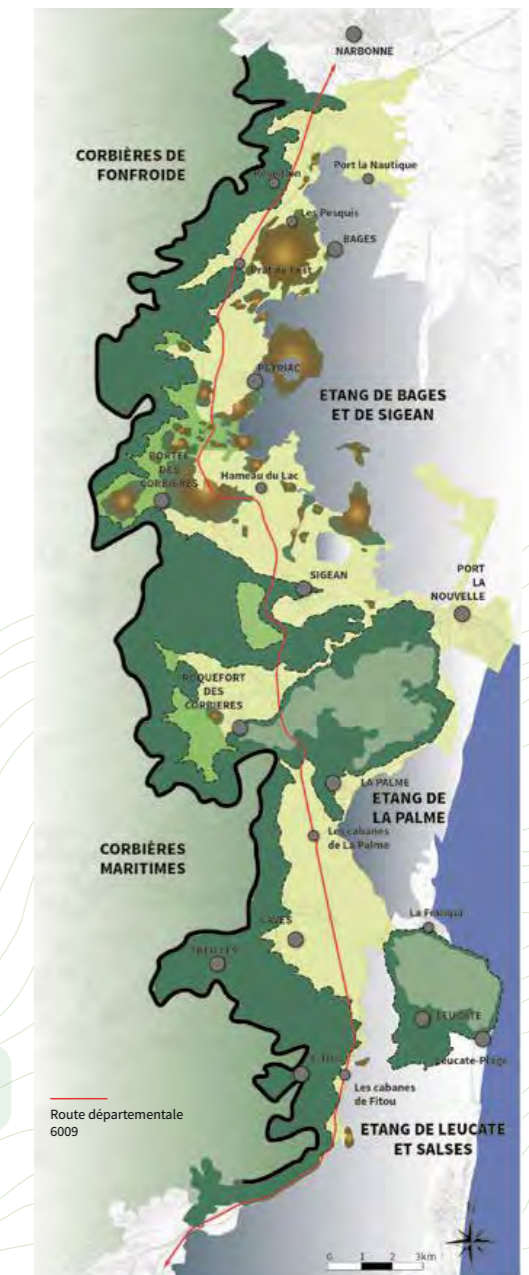 NARBONNE
CORBIÈRES DE
FONFROIDE
Port la Nautique
Les Pesquis
BAGES
Prat de Cest
PEYRIAC
ETANG DE BAGES
ET DE SIGEAN
PORTEL
DES
CORBIERES
Hameau du Lac
SIGEAN
PORT
LA
NOUVELLE
ROQUEFORT
DES
CORBIERES
LA PALME
ETANG DE
LA PALME
Les cabanes
de La Palme
CORBIÈRES
MARITIMES
La Franqui
CAVES
TREILLES
LEUCATE
Leucate-Plage
FITOU
Les cabanes
de Fitou
Route départementale
6009
ETANG DE LEUCATE
ET SALSES
0 1 2 3km